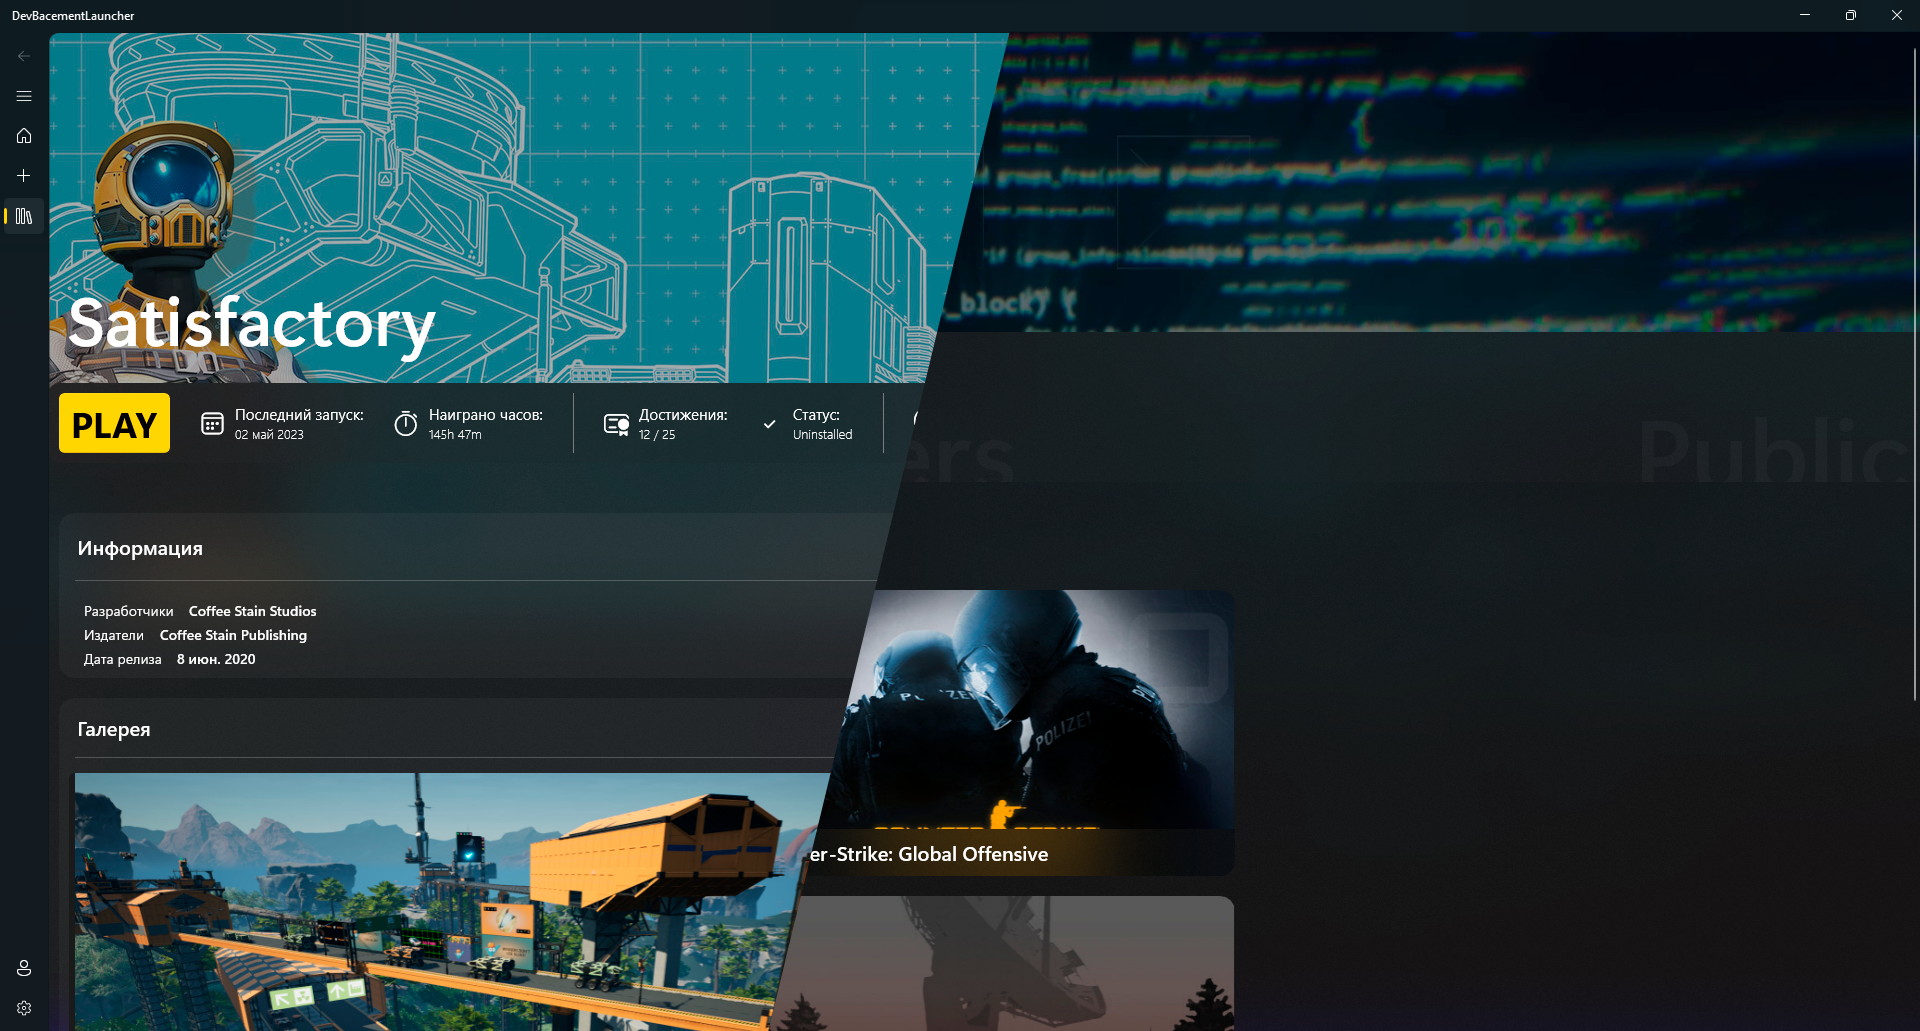 DevBacementLauncher
_block) {
Satisfactory
PLAY
Последний запуск:
02 май 2023
Наиграно часов:
145h 47m
Достижения:
12 / 25
Статус:
Uninstalled
ers
Public
Информация
Разработчики Coffee Stain Studios
Издатели Coffee Stain Publishing
Дата релиза 8 июн. 2020
Галерея
POLIZEI
er-Strike: Global Offensive